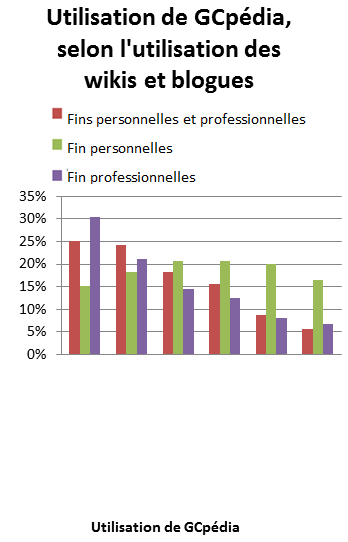 Utilisation de GCpédia,
selon l'utilisation des
wikis et blogues
Fins personnelles et professionnelles
Fin personnelles
Fin professionnelles
35%
30%
25%
20%
15%
10%
5%
0%
Utilisation de GCpédia